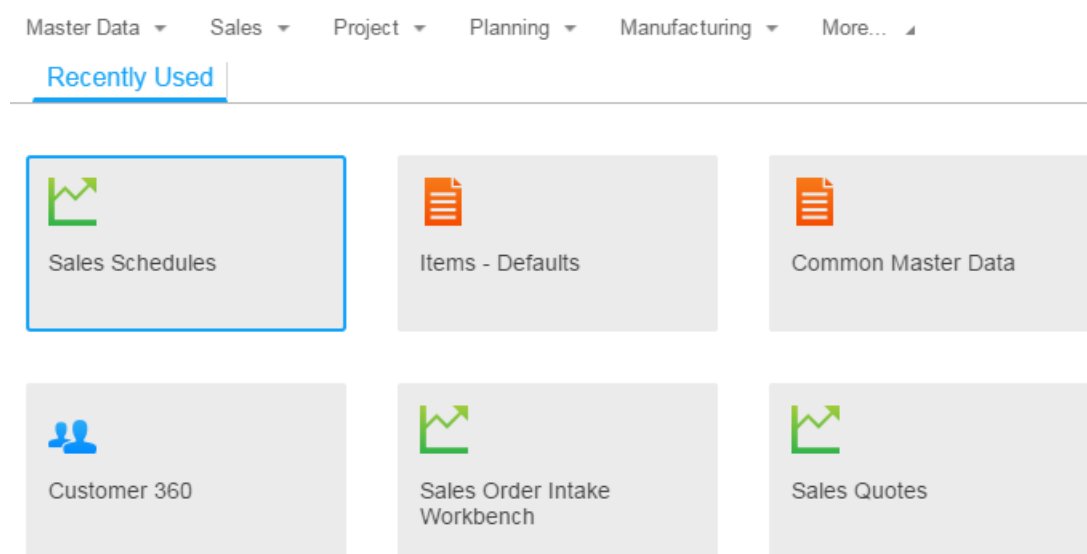 Master Data Sales Project Planning Manufacturing More...
Recently Used
Sales Schedules Items - Defaults Common Master Data
Customer 360 Sales Order Intake Sales Quotes
Workbench